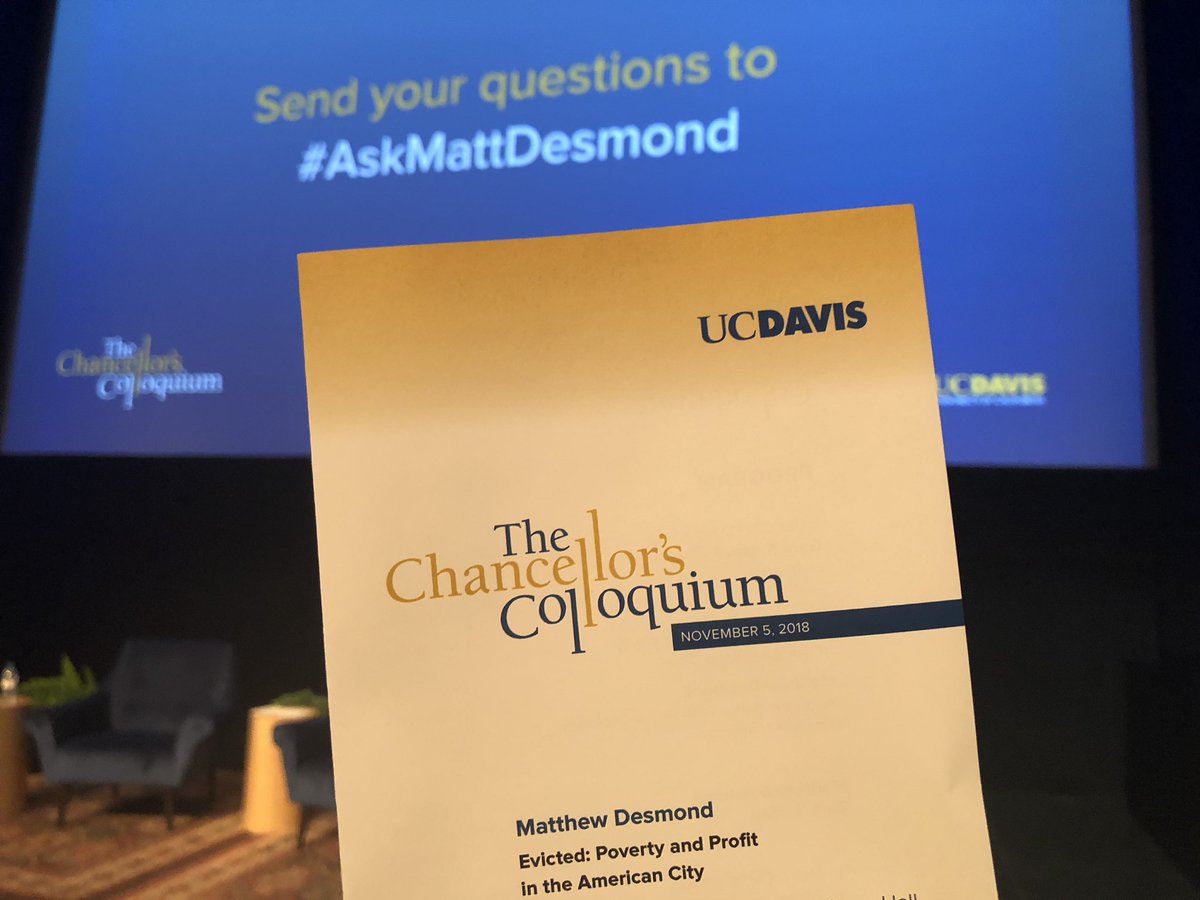 Send your questions to
#AskMattDesmond
The
Chancellor's
Colloquium
UCDAVIS
UCDAVIS
The
Chancellor's
Colloquium
NOVEMBER 5, 2018
Matthew Desmond
Evicted: Poverty and Profit
in the American City